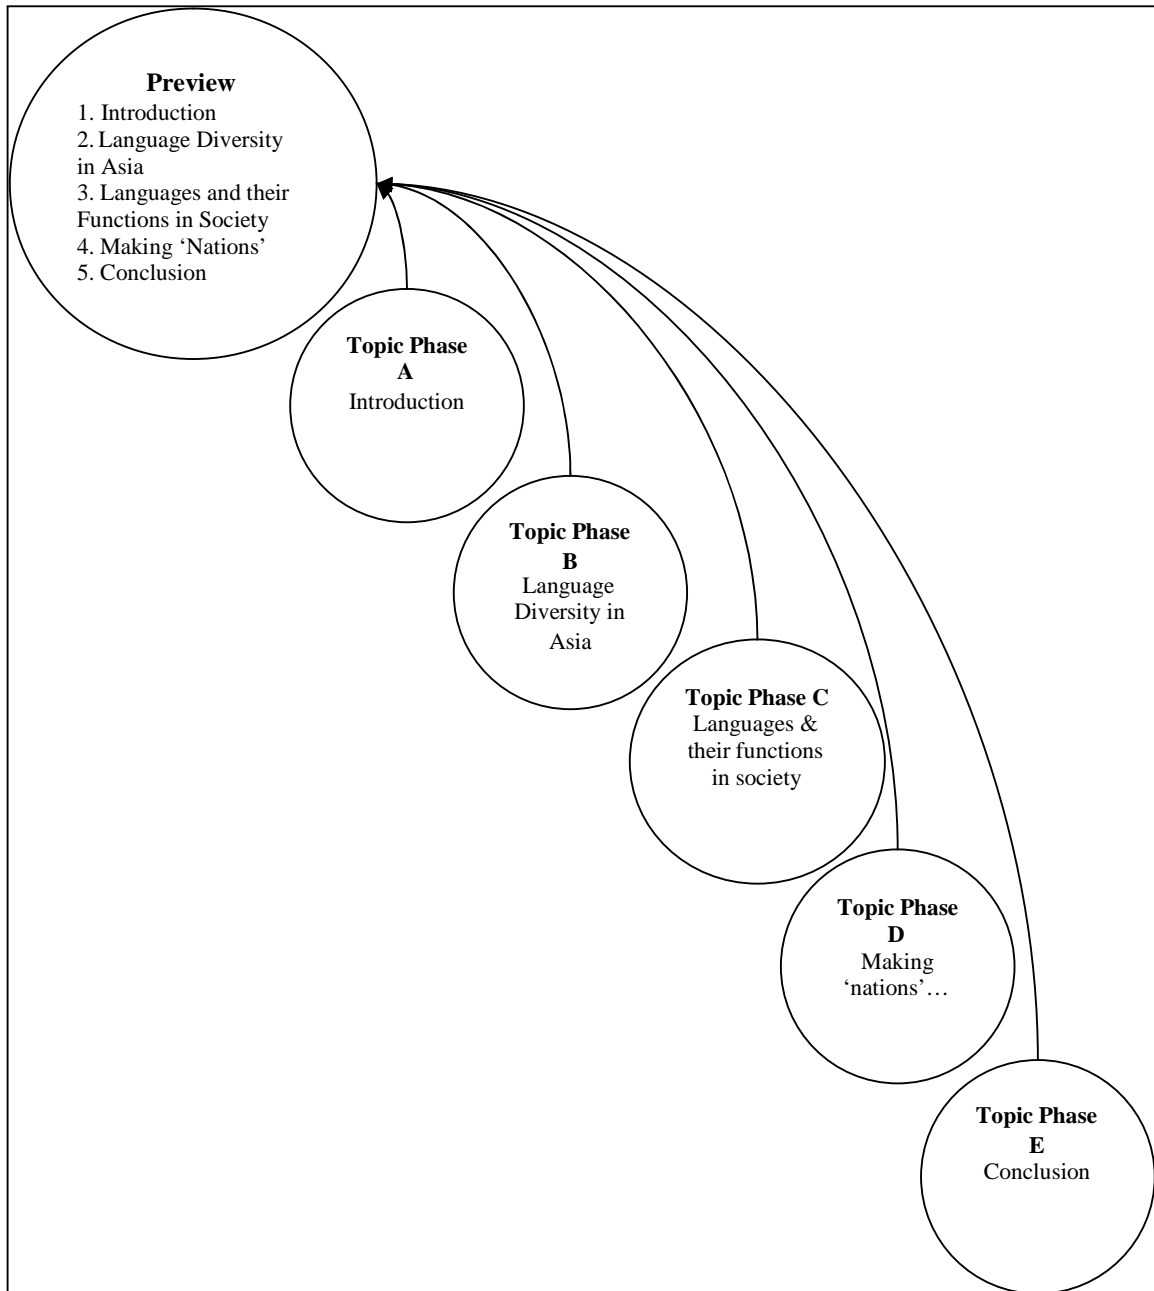 Preview
1. Introduction
2. Language Diversity
in Asia
3. Languages and their
Functions in Society
4. Making ‘Nations’
5. Conclusion
Topic Phase
A
Introduction
Topic Phase
B
Language
Diversity in
Asia
Topic Phase C
Languages &
their functions
in society
Topic Phase
D
Making
‘nations’…
Topic Phase
E
Conclusion